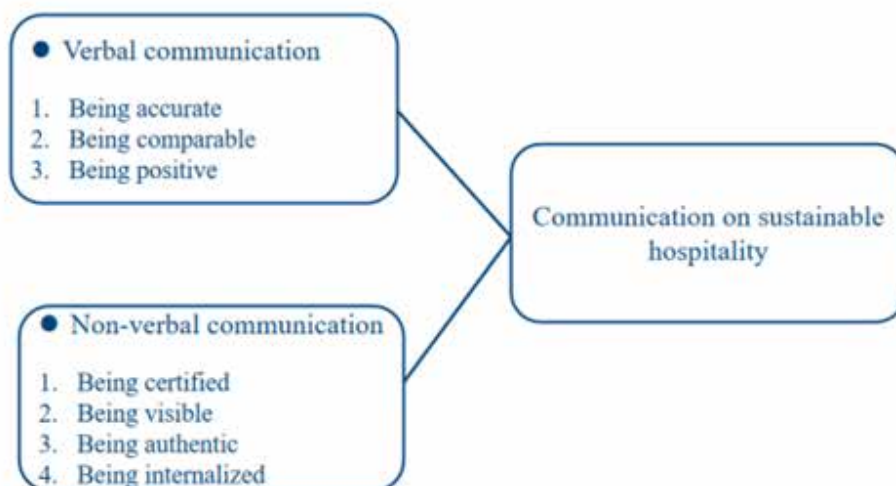 ● Verbal communication
1. Being accurate
2. Being comparable
3. Being positive
Communication on sustainable
hospitality
● Non-verbal communication
1. Being certified
2. Being visible
3. Being authentic
4. Being internalized